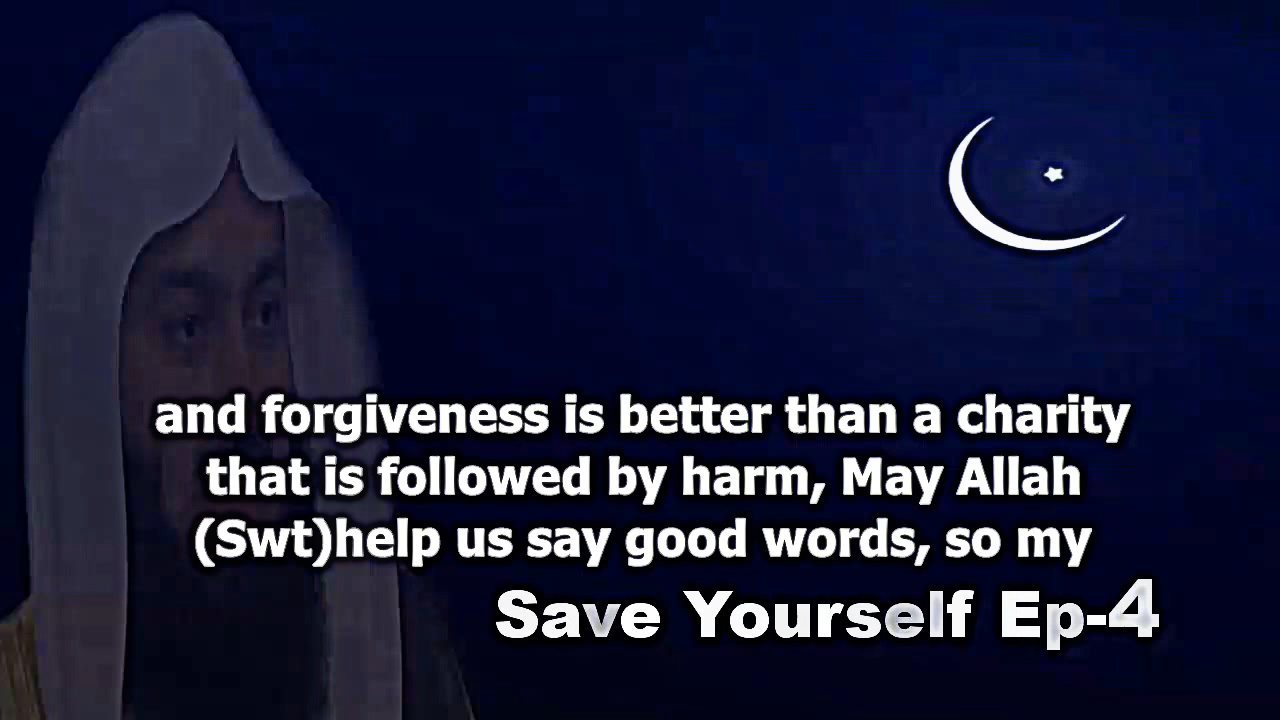 and forgiveness is better than a charity
that is followed by harm, May Allah
(Swt)help us say good words, so my
Save Yourself Ep-4